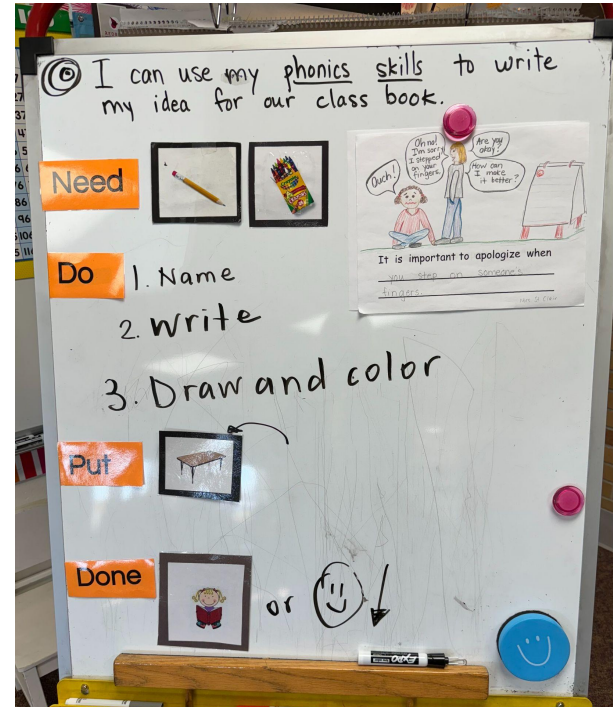 I can use my phonics skills to write
my idea for our class book.
Need
Oh no!
I'm sorry
I stepped
on your
fingers.
Are you
okay?
How can
I make
it better?
Ouch!
It is important to apologize when
you step on someone's
fingers.
Do
1. Name
2. Write
3. Draw and color
Put
Done
or
EXPO